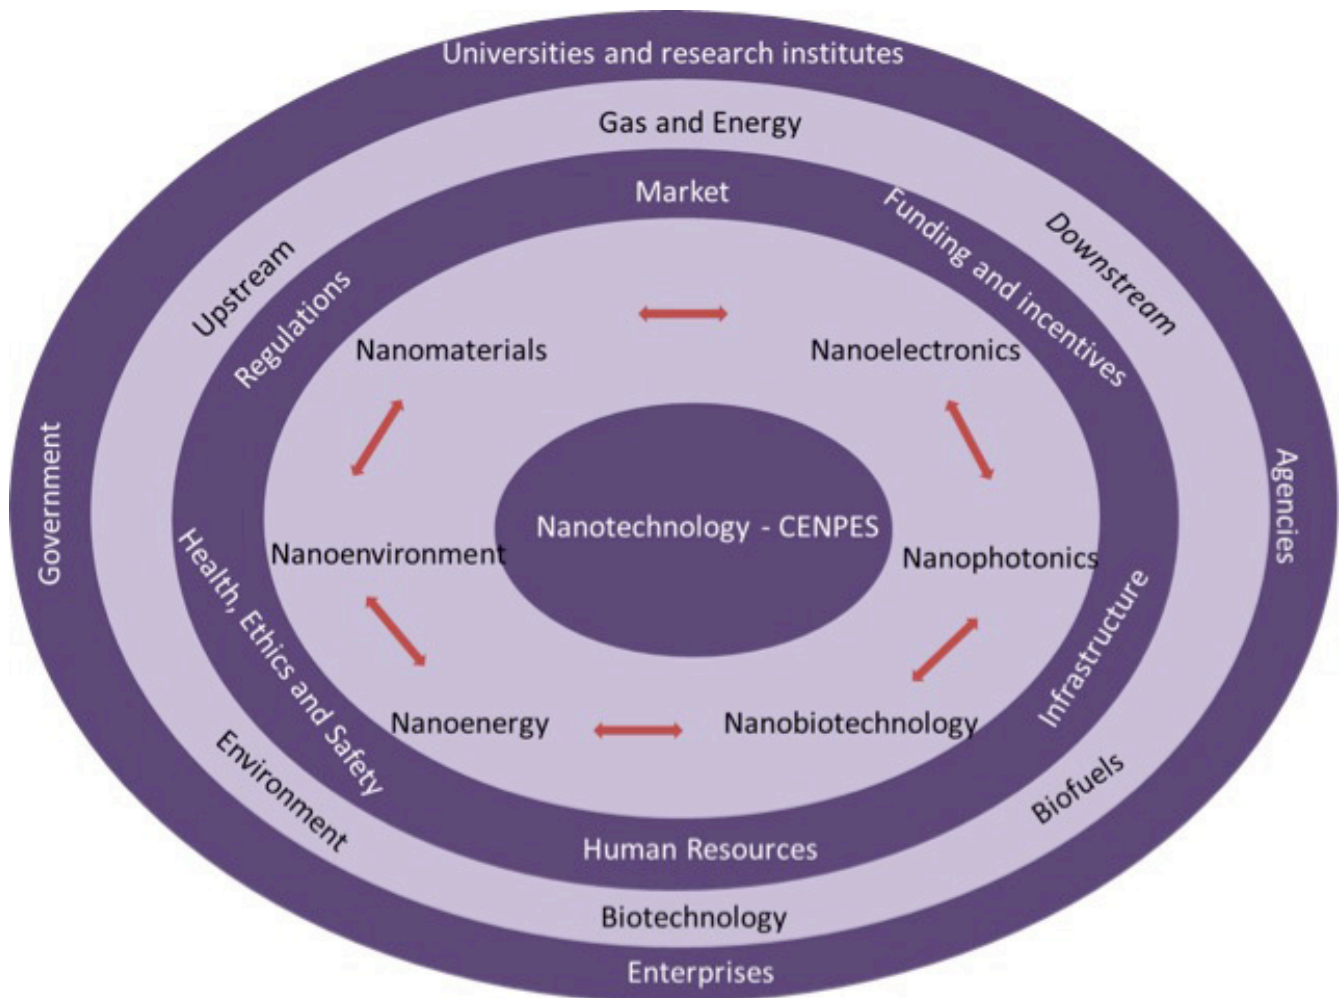 Universities and research institutes
Gas and Energy
Market
Funding and incentives
Downstream
Upstream
Regulations
Nanomaterials
Nanoelectronics
Government
Agencies
Nanotechnology - CENPES
Nanoenvironment
Nanophotonics
Health, Ethics and Safety
Infrastructure
Nanoenergy
Nanobiotechnology
Environment
Biofuels
Human Resources
Biotechnology
Enterprises